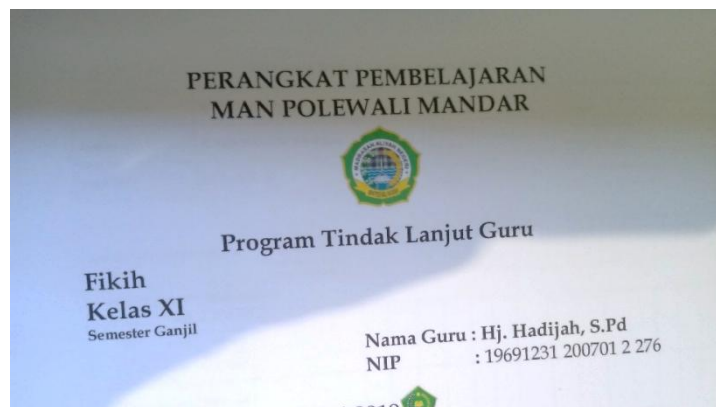 PERANGKAT PEMBELAJARAN
MAN POLEWALI MANDAR
Program Tindak Lanjut Guru
Fikih
Kelas XI
Semester Ganjil
Nama Guru : Hj. Hadijah, S.Pd
NIP : 19691231 200701 2 276